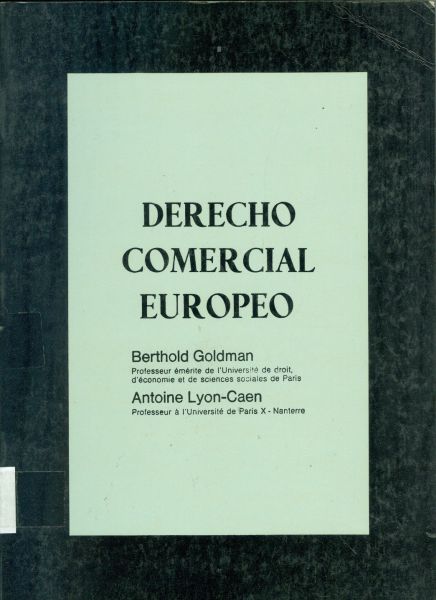 DERECHO
COMERCIAL
EUROPEO
Berthold Goldman
Professeur émérite de l'Université de droit,
d'économie et de sciences sociales de Paris
Antoine Lyon-Caen
Professeur à l'Université de Paris X - Nanterre